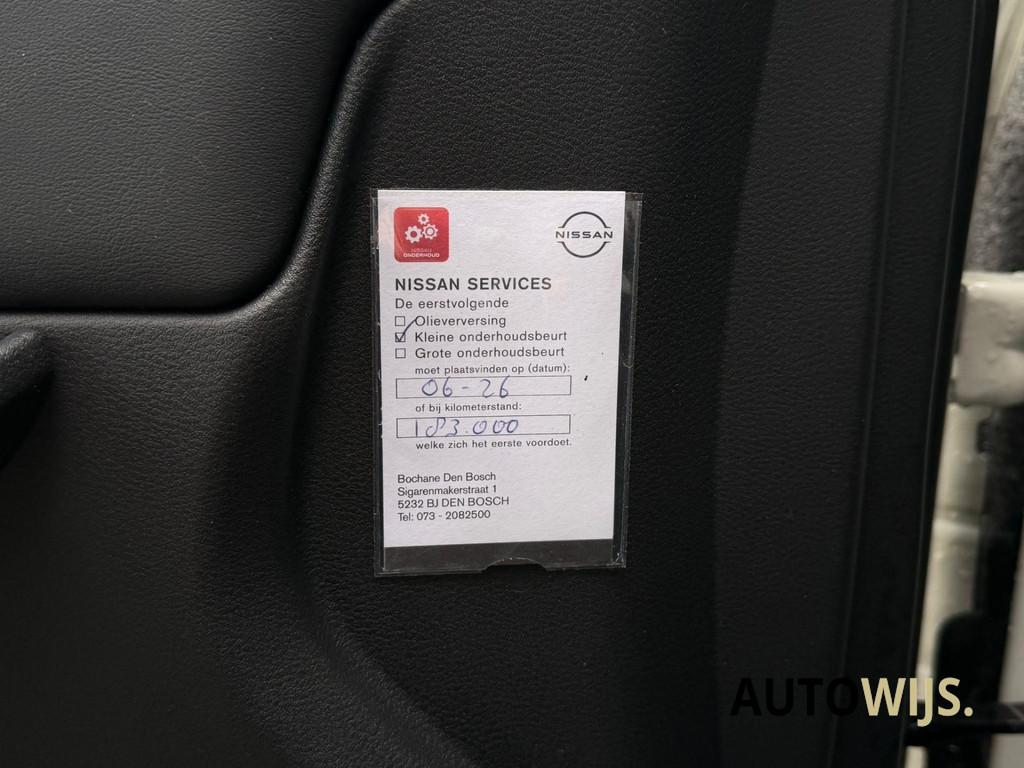 NISSAN
ONDERHOUD
NISSAN
NISSAN SERVICES
De eerstvolgende
Olieverversing
Kleine onderhoudsbeurt
Grote onderhoudsbeurt
moet plaatsvinden op (datum):
06-26
of bij kilometerstand:
183.000
welke zich het eerste voordoet.
Bochane Den Bosch
Sigarenmakerstraat 1
5232 BJ DEN BOSCH
Tel: 073 - 2082500
AUTOWIJS.